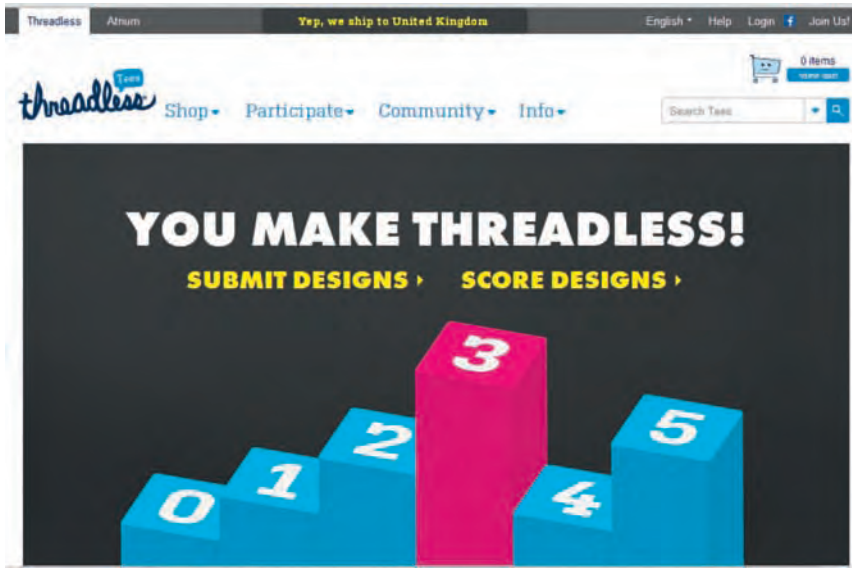 Threadless Atrium Yep, we ship to United Kingdom English Help Login f Join Us!
0 items
Tees
threadless
Shop Participate Community Info
Search Tees
YOU MAKE THREADLESS!
SUBMIT DESIGNS SCORE DESIGNS
3
2
5
1
4
0